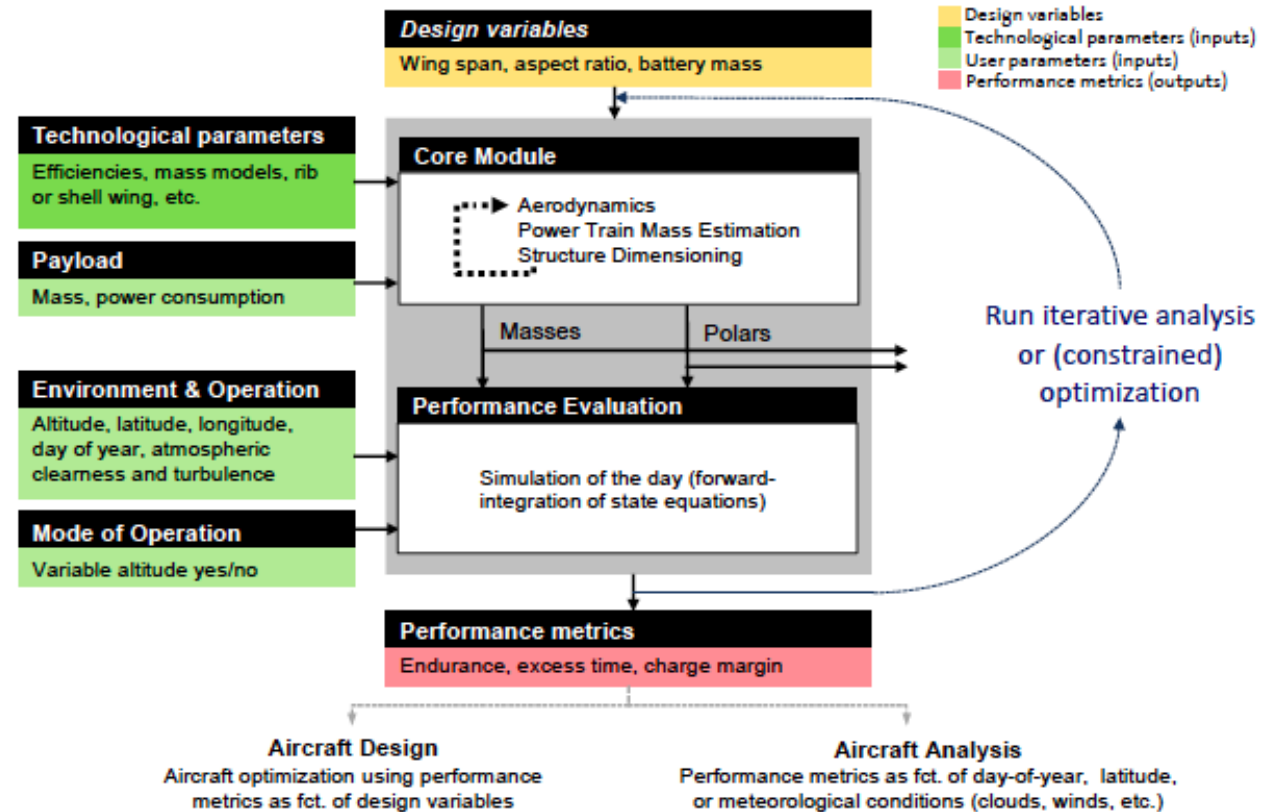 Design variables
Wing span, aspect ratio, battery mass
Design variables
Technological parameters (inputs)
User parameters (inputs)
Performance metrics (outputs)
Technological parameters
Efficiencies, mass models, rib
or shell wing, etc.
Payload
Mass, power consumption
Core Module
Aerodynamics
Power Train Mass Estimation
Structure Dimensioning
Masses
Polars
Run iterative analysis
or (constrained)
optimization
Environment & Operation
Altitude, latitude, longitude,
day of year, atmospheric
clearness and turbulence
Mode of Operation
Variable altitude yes/no
Performance Evaluation
Simulation of the day (forward-
integration of state equations)
Performance metrics
Endurance, excess time, charge margin
Aircraft Design
Aircraft optimization using performance
metrics as fct. of design variables
Aircraft Analysis
Performance metrics as fct. of day-of-year, latitude,
or meteorological conditions (clouds, winds, etc.)